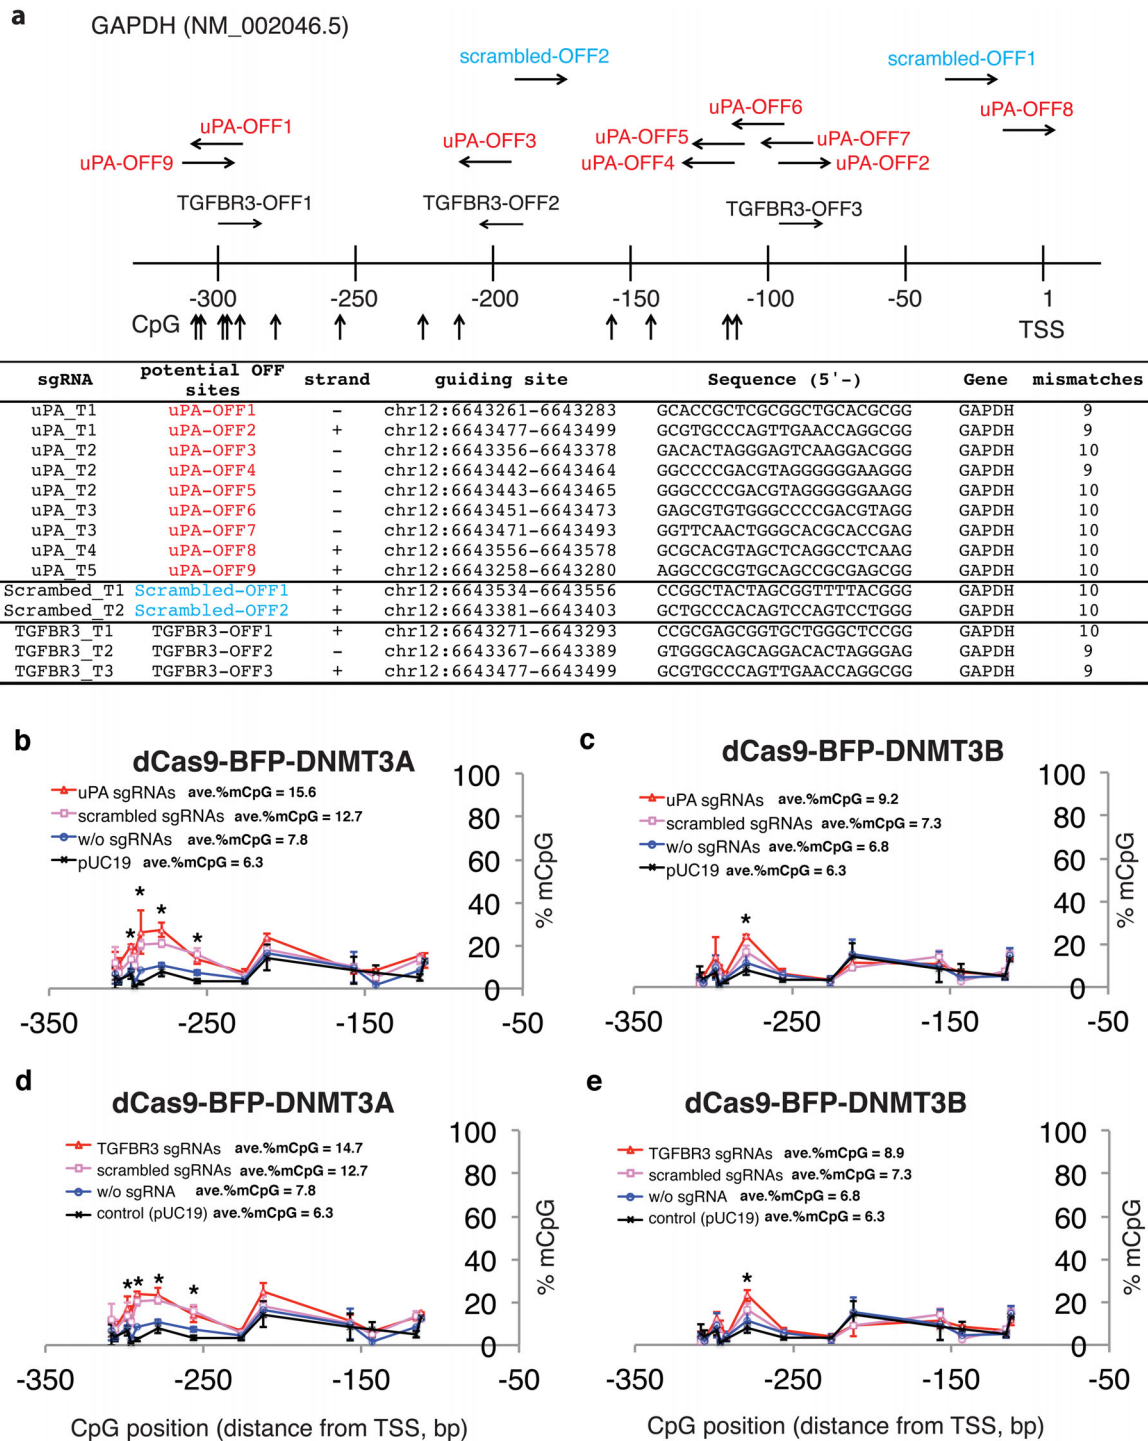 a
GAPDH (NM_002046.5)
scrambled-OFF2
scrambled-OFF1
uPA-OFF6
uPA-OFF8
uPA-OFF1
uPA-OFF3
uPA-OFF5
uPA-OFF7
uPA-OFF9
uPA-OFF4
uPA-OFF2
TGFBR3-OFF1
TGFBR3-OFF2
TGFBR3-OFF3
-300 -250 -200 -150 -100 -50 1
CpG
TSS
sgRNA potential OFF sites strand guiding site Sequence (5'-) Gene mismatches
uPA_T1 uPA-OFF1 - chr12:6643261-6643283 GCACCGCTCGCGGCTGCACGCGG GAPDH 9
uPA_T1 uPA-OFF2 + chr12:6643477-6643499 GCGTGCCCAGTTGAACCAGGCGG GAPDH 9
uPA_T2 uPA-OFF3 - chr12:6643356-6643378 GACACTAGGGAGTCAAGGACGGG GAPDH 10
uPA_T2 uPA-OFF4 - chr12:6643442-6643464 GGCCCCGACGTAGGGGGGAAGGG GAPDH 9
uPA_T2 uPA-OFF5 - chr12:6643443-6643465 GGGCCCCGACGTAGGGGGGAAGG GAPDH 10
uPA_T3 uPA-OFF6 - chr12:6643451-6643473 GAGCGTGTGGGCCCCGACGTAGG GAPDH 10
uPA_T3 uPA-OFF7 - chr12:6643471-6643493 GGTTCAACTGGGCACGCACCGAG GAPDH 10
uPA_T4 uPA-OFF8 + chr12:6643556-6643578 GCGCACGTAGCTCAGGCCTCAAG GAPDH 10
uPA_T5 uPA-OFF9 + chr12:6643258-6643280 AGGCCGCGTGCAGCCGCGAGCGG GAPDH 10
Scrambed_T1 Scrambled-OFF1 + chr12:6643534-6643556 CCGGCTACTAGCGGTTTTACGGG GAPDH 10
Scrambed_T2 Scrambled-OFF2 + chr12:6643381-6643403 GCTGCCCACAGTCCAGTCCTGGG GAPDH 10
TGFBR3_T1 TGFBR3-OFF1 + chr12:6643271-6643293 CCGCGAGCGGTGCTGGGCTCCGG GAPDH 10
TGFBR3_T2 TGFBR3-OFF2 - chr12:6643367-6643389 GTGGGCAGCAGGACACTAGGGAG GAPDH 9
TGFBR3_T3 TGFBR3-OFF3 + chr12:6643477-6643499 GCGTGCCCAGTTGAACCAGGCGG GAPDH 9
b
dCas9-BFP-DNMT3A
uPA sgRNAs ave.%mCpG = 15.6
scrambled sgRNAs ave.%mCpG = 12.7
w/o sgRNAs ave.%mCpG = 7.8
pUC19 ave.%mCpG = 6.3
* * * *
100
80
60
40
20
0
% mCpG
-350 -250 -150 -50
c
dCas9-BFP-DNMT3B
uPA sgRNAs ave.%mCpG = 9.2
scrambled sgRNAs ave.%mCpG = 7.3
w/o sgRNAs ave.%mCpG = 6.8
pUC19 ave.%mCpG = 6.3
*
100
80
60
40
20
0
% mCpG
-350 -250 -150 -50
d
dCas9-BFP-DNMT3A
TGFBR3 sgRNAs ave.%mCpG = 14.7
scrambled sgRNAs ave.%mCpG = 12.7
w/o sgRNA ave.%mCpG = 7.8
control (pUC19) ave.%mCpG = 6.3
* * * *
100
80
60
40
20
0
% mCpG
-350 -250 -150 -50
CpG position (distance from TSS, bp)
e
dCas9-BFP-DNMT3B
TGFBR3 sgRNAs ave.%mCpG = 8.9
scrambled sgRNAs ave.%mCpG = 7.3
w/o sgRNA ave.%mCpG = 6.8
control (pUC19) ave.%mCpG = 6.3
*
100
80
60
40
20
0
% mCpG
-350 -250 -150 -50
CpG position (distance from TSS, bp)